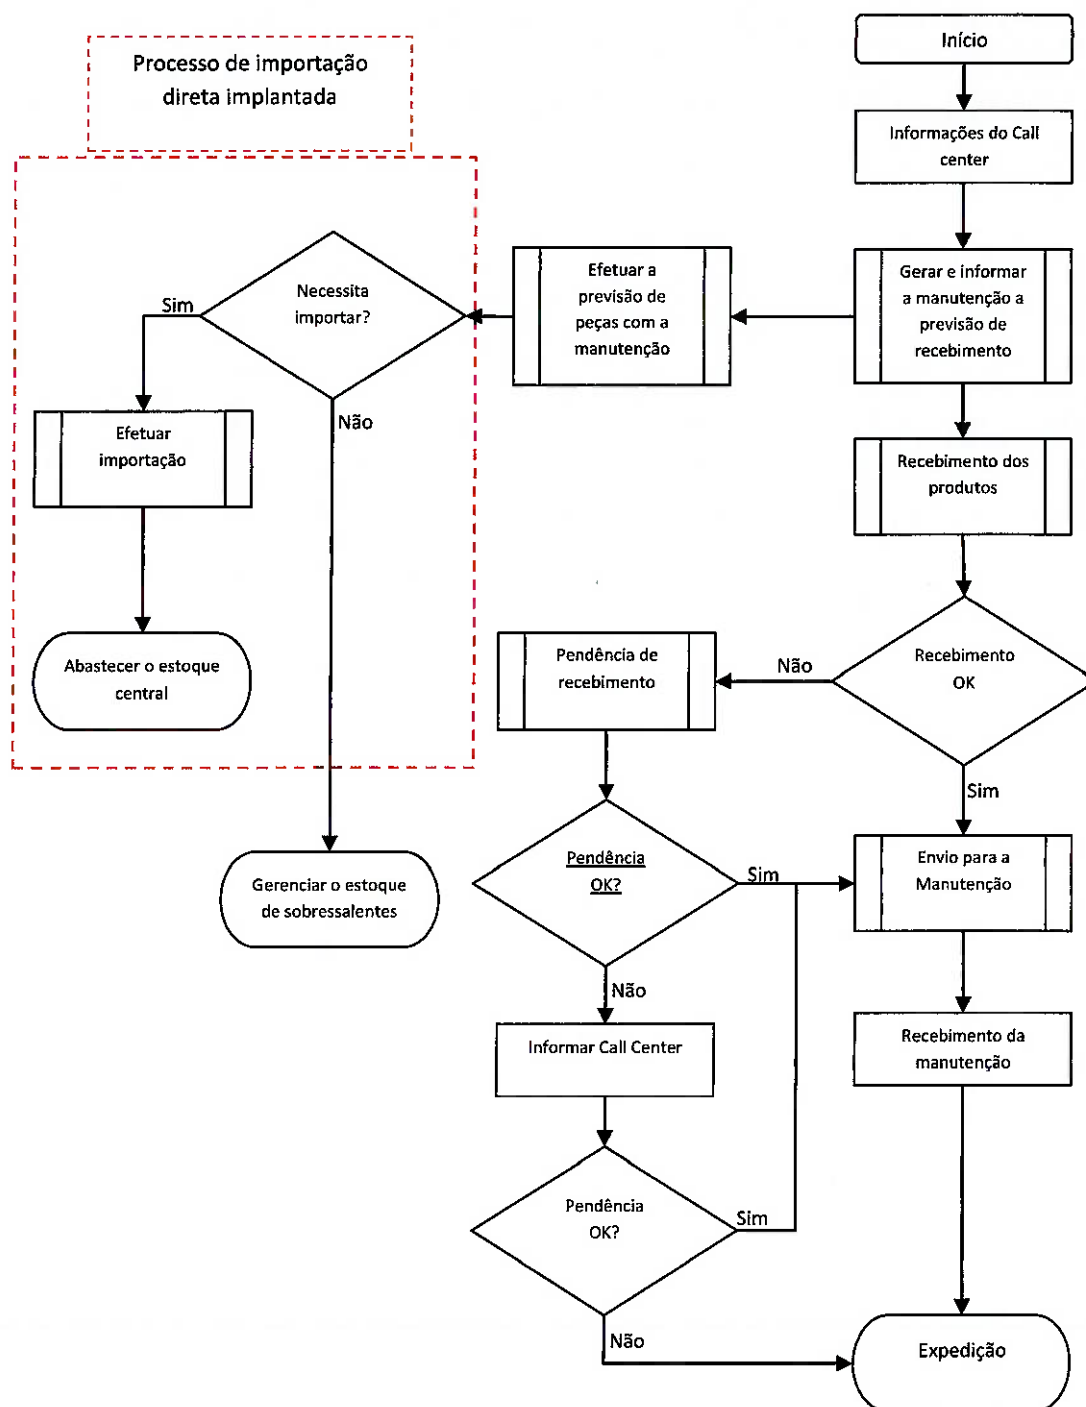 Processo de importação
direta implantada
Início
Informações do Call
center
Gerar e informar
a manutenção a
previsão de
recebimento
Efetuar a
previsão de
peças com a
manutenção
Necessita
importar?
Sim
Não
Efetuar
importação
Abastecer o estoque
central
Gerenciar o estoque
de sobressalentes
Recebimento dos
produtos
Recebimento
OK
Não
Sim
Pendência de
recebimento
Pendência
OK?
Sim
Não
Envio para a
Manutenção
Informar Call Center
Recebimento da
manutenção
Pendência
OK?
Sim
Não
Expedição